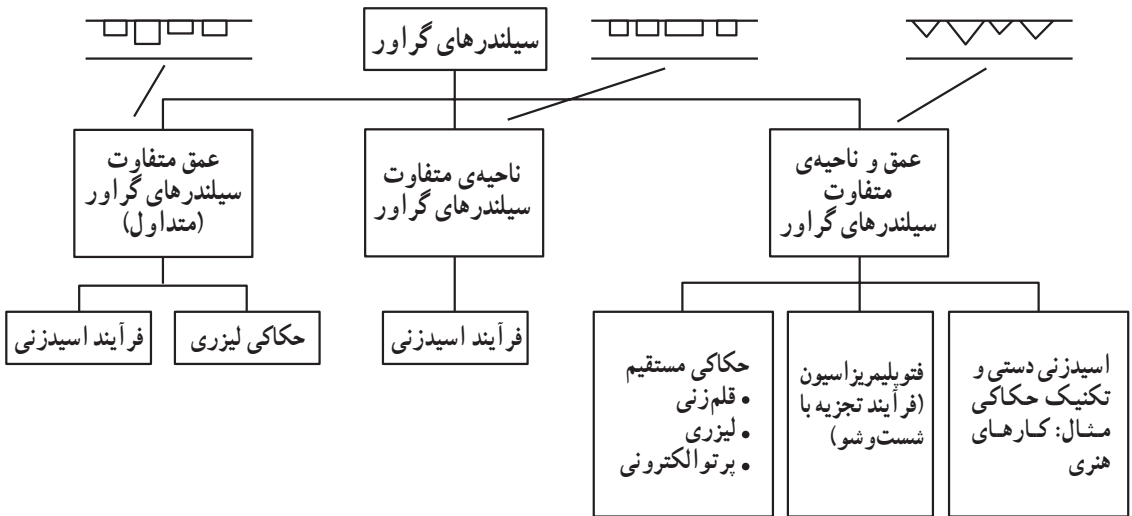 سیلندرهای گراور
عمق و ناحیه‌ی
متفاوت
سیلندرهای گراور
ناحیه‌ی متفاوت
سیلندرهای گراور
عمق متفاوت
سیلندرهای گراور
(متداول)
اسیدزنی دستی و
تکنیک حکاکی
مـثـال: کـارهـای
هنری
فتوپلیمریزاسیون
(فرآیند تجزیه با
شست‌وشو)
حکاکی مستقیم
• قلم‌زنی
• لیزری
• پرتوالکترونی
فرآیند اسیدزنی
حکاکی لیزری
فرآیند اسیدزنی